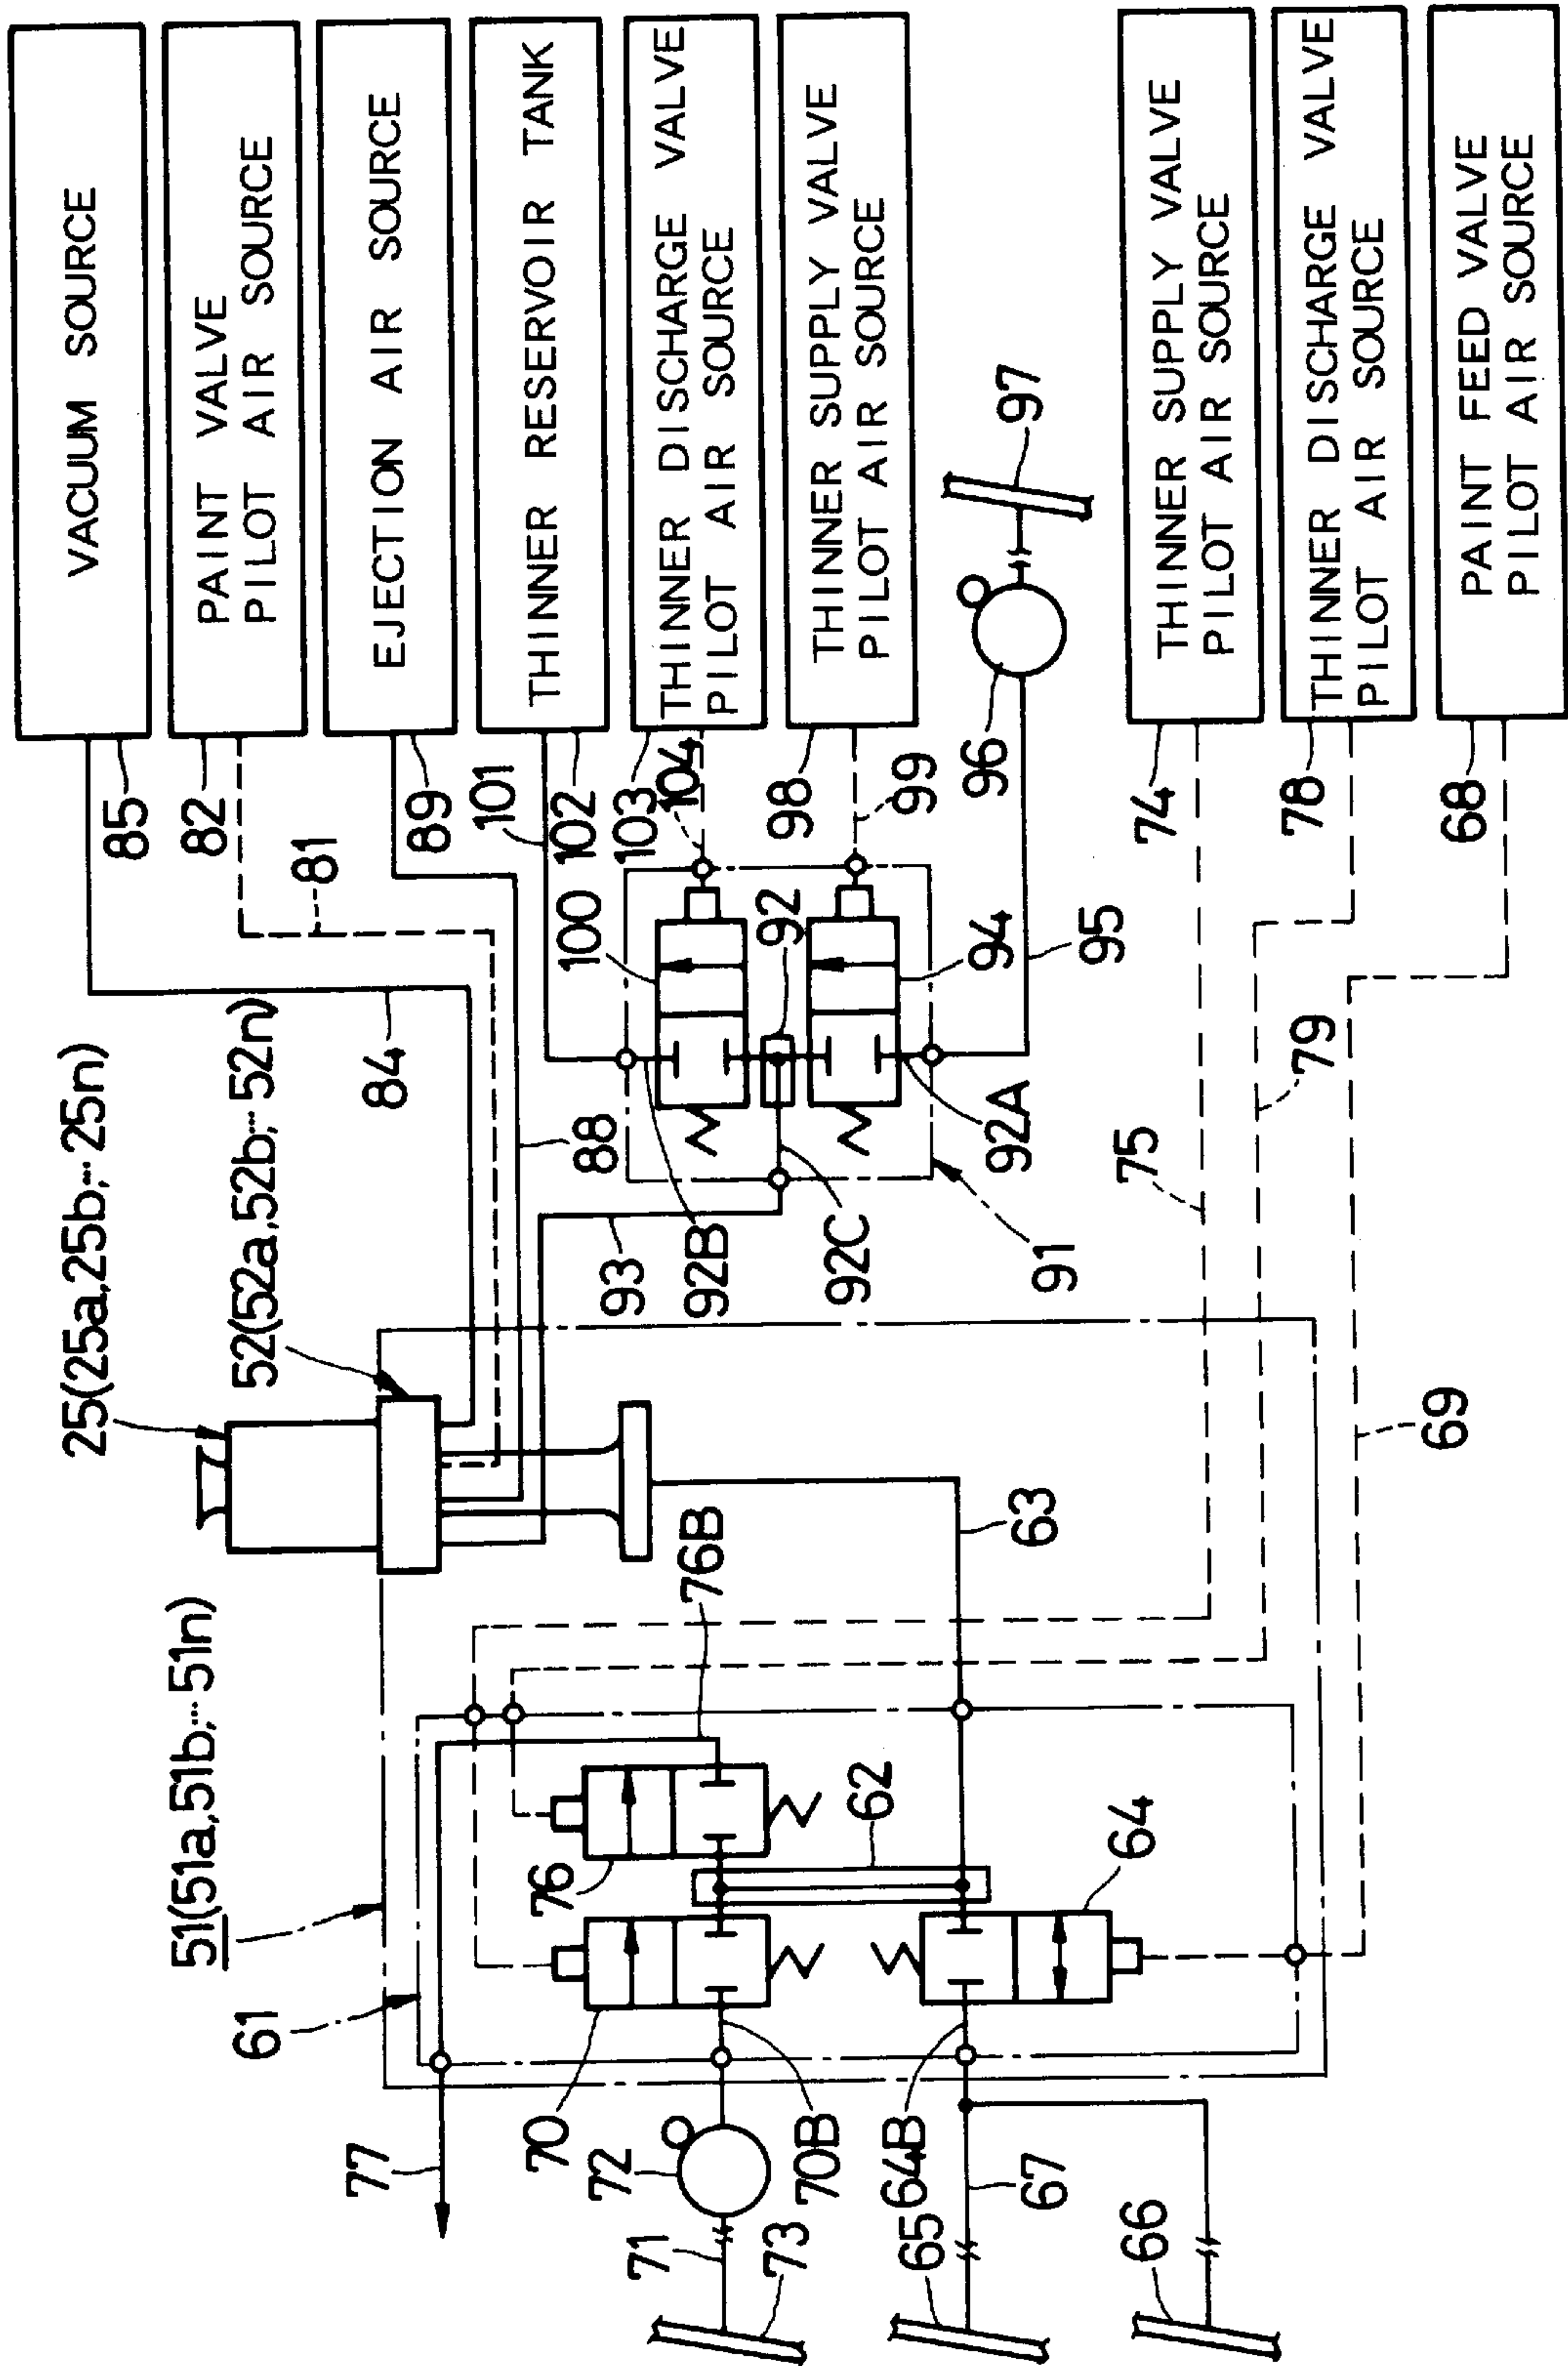 VACUUM SOURCE
PAINT VALVE
PILOT AIR SOURCE
EJECTION AIR SOURCE
THINNER RESERVOIR TANK
THINNER DISCHARGE VALVE
PILOT AIR SOURCE
THINNER SUPPLY VALVE
PILOT AIR SOURCE
THINNER SUPPLY VALVE
PILOT AIR SOURCE
THINNER DISCHARGE VALVE
PILOT AIR SOURCE
PAINT FEED VALVE
PILOT AIR SOURCE
85
82
81
89
101
102
103
104
98
99
97
96
74
78
68
84
88
100
92
94
95
92A
92B
92C
93
91
75
79
69
25(25a,25b,...25n)
52(52a,52b,...52n)
51(51a,51b,...51n)
61
76B
63
76
62
64
77
70
72
70B
64B
71
73
65
67
66